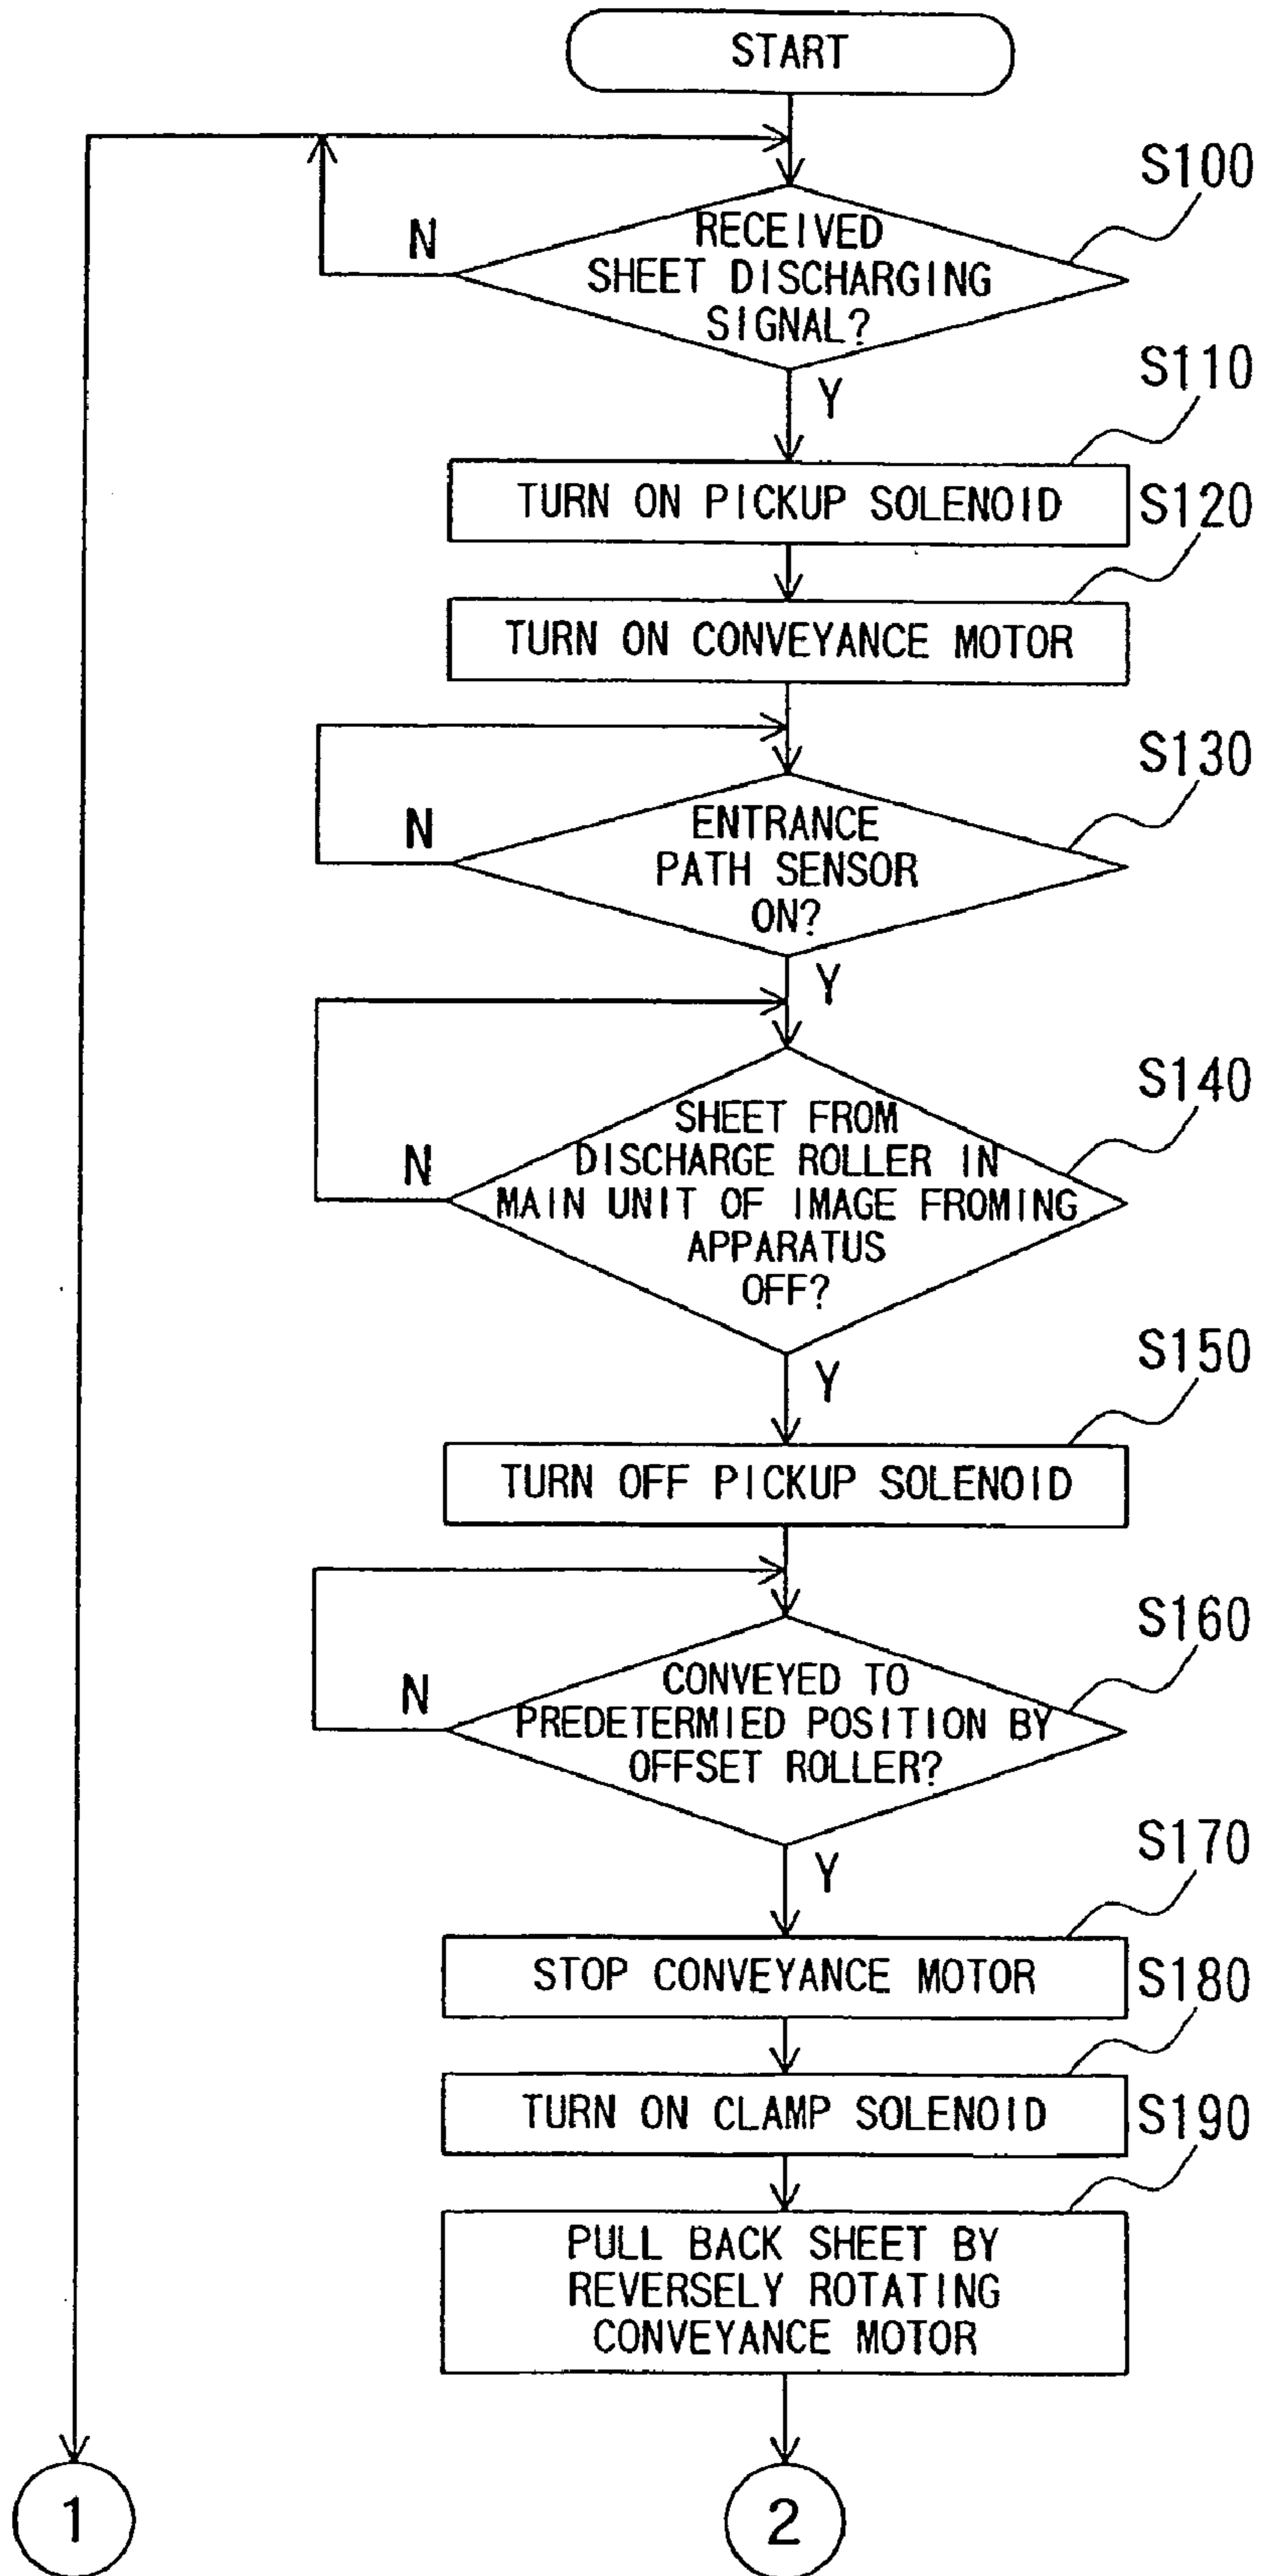 START
S100
N
RECEIVED
SHEET DISCHARGING
SIGNAL?
Y
S110
TURN ON PICKUP SOLENOID
S120
TURN ON CONVEYANCE MOTOR
S130
N
ENTRANCE
PATH SENSOR
ON?
Y
S140
N
SHEET FROM
DISCHARGE ROLLER IN
MAIN UNIT OF IMAGE FROMING
APPARATUS
OFF?
Y
S150
TURN OFF PICKUP SOLENOID
S160
N
CONVEYED TO
PREDETERMIED POSITION BY
OFFSET ROLLER?
Y
S170
STOP CONVEYANCE MOTOR
S180
TURN ON CLAMP SOLENOID
S190
PULL BACK SHEET BY
REVERSELY ROTATING
CONVEYANCE MOTOR
1
2